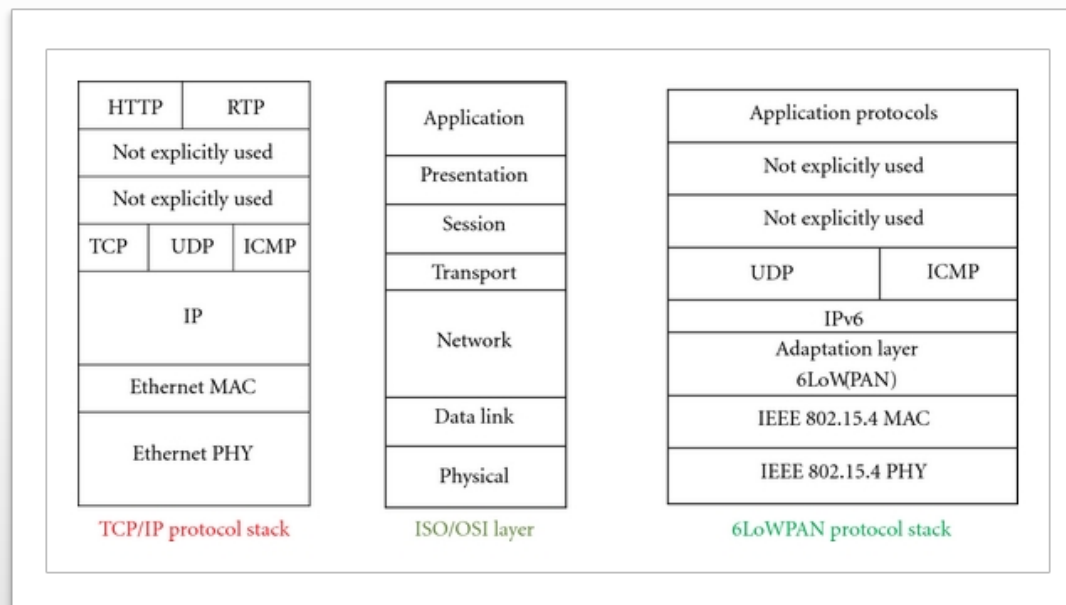 HTTP RTP
Not explicitly used
Not explicitly used
TCP UDP ICMP
IP
Ethernet MAC
Ethernet PHY
TCP/IP protocol stack
Application
Presentation
Session
Transport
Network
Data link
Physical
ISO/OSI layer
Application protocols
Not explicitly used
Not explicitly used
UDP ICMP
IPv6
Adaptation layer
6LoW(PAN)
IEEE 802.15.4 MAC
IEEE 802.15.4 PHY
6LoWPAN protocol stack